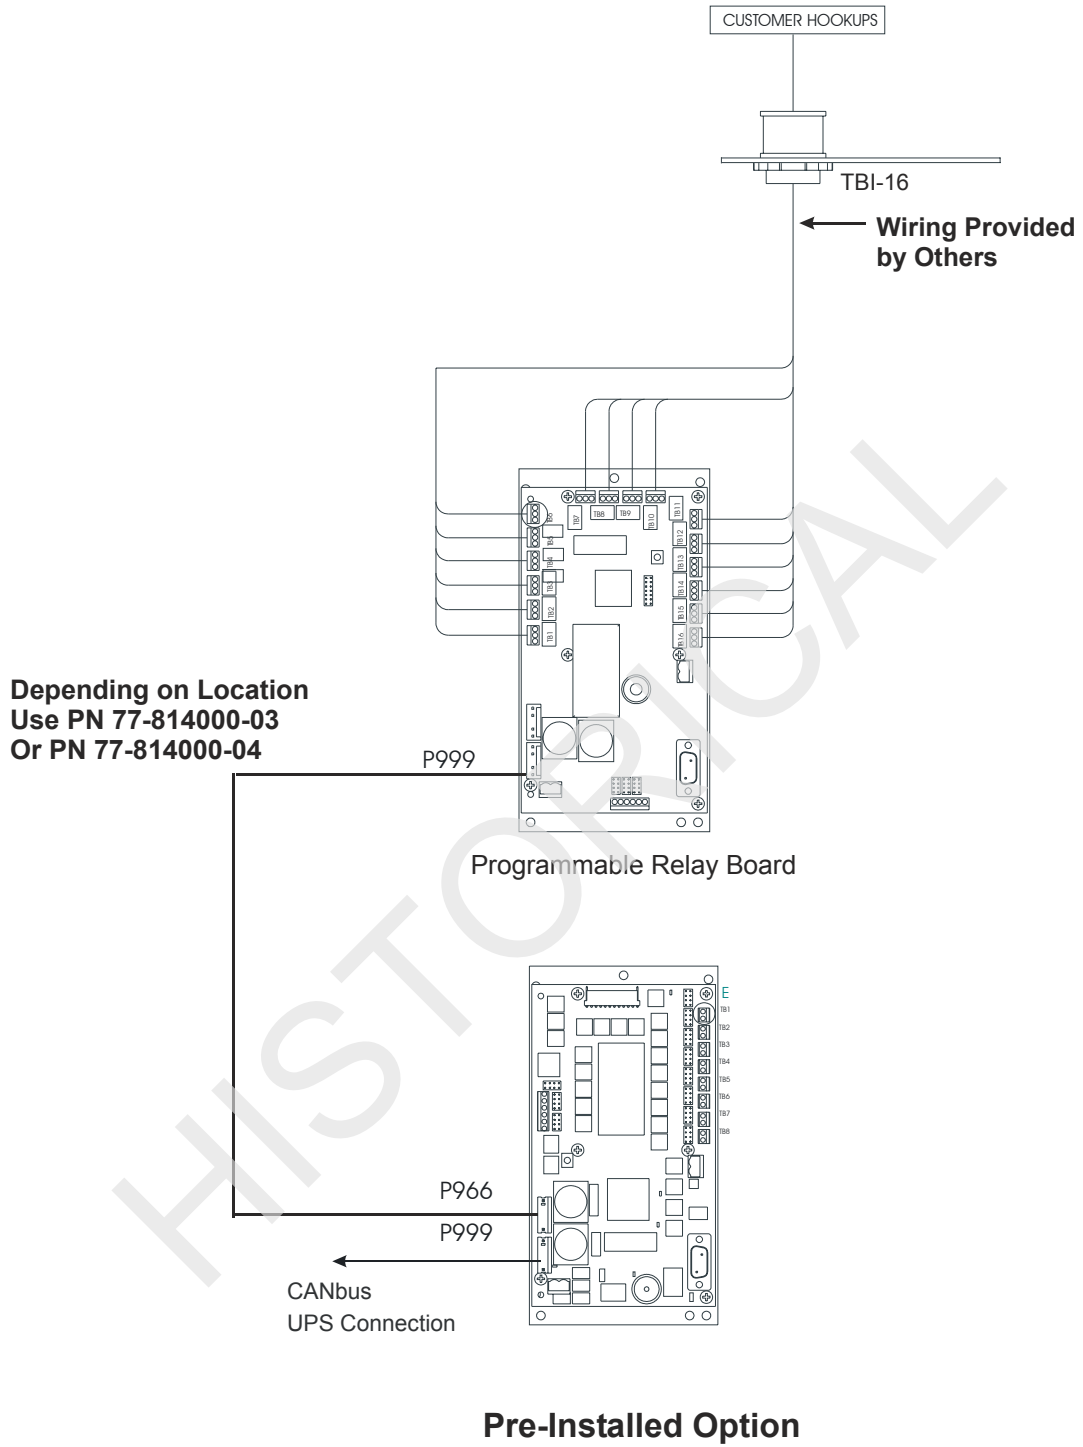 CUSTOMER HOOKUPS
TBI-16
Wiring Provided
by Others
TB6
TB5
TB4
TB3
TB2
TB1
TB7
TB8
TB9
TB10
TB11
TB12
TB13
TB14
TB15
TB16
Depending on Location
Use PN 77-814000-03
Or PN 77-814000-04
P999
Programmable Relay Board
E
TB1
TB2
TB3
TB4
TB5
TB6
TB7
TB8
P966
P999
CANbus
UPS Connection
Pre-Installed Option
HISTORICAL